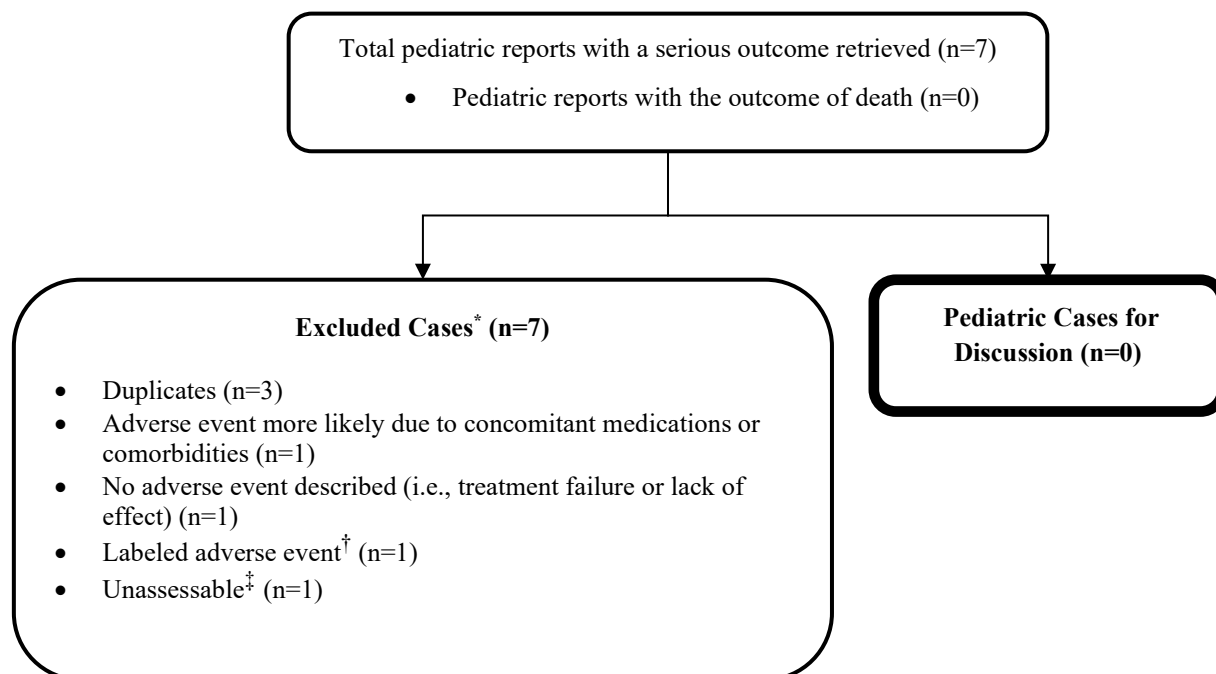 Total pediatric reports with a serious outcome retrieved (n=7)
• Pediatric reports with the outcome of death (n=0)
Excluded Cases* (n=7)
• Duplicates (n=3)
• Adverse event more likely due to concomitant medications or
comorbidities (n=1)
• No adverse event described (i.e., treatment failure or lack of
effect) (n=1)
• Labeled adverse event† (n=1)
• Unassessable‡ (n=1)
Pediatric Cases for
Discussion (n=0)